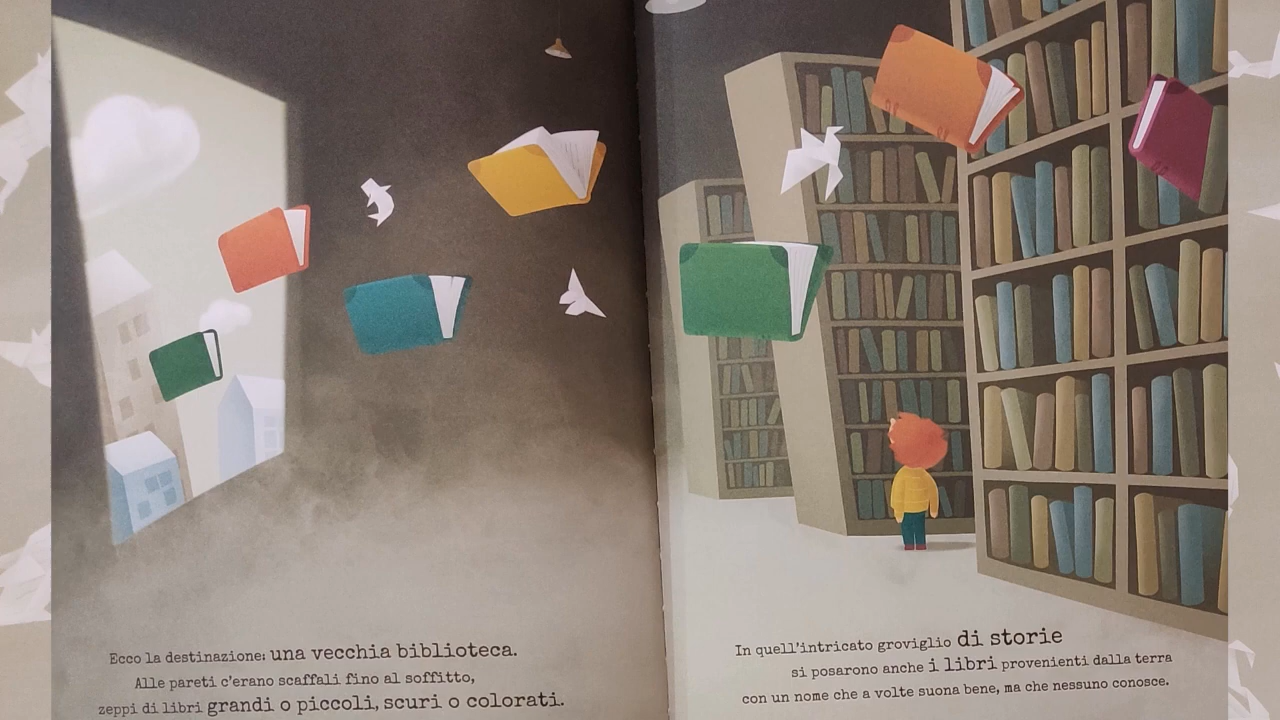 Ecco la destinazione: una vecchia biblioteca.
Alle pareti c'erano scaffali fino al soffitto,
zeppi di libri grandi o piccoli, scuri o colorati.
In quell'intricato groviglio di storie
si posarono anche i libri provenienti dalla terra
con un nome che a volte suona bene, ma che nessuno conosce.